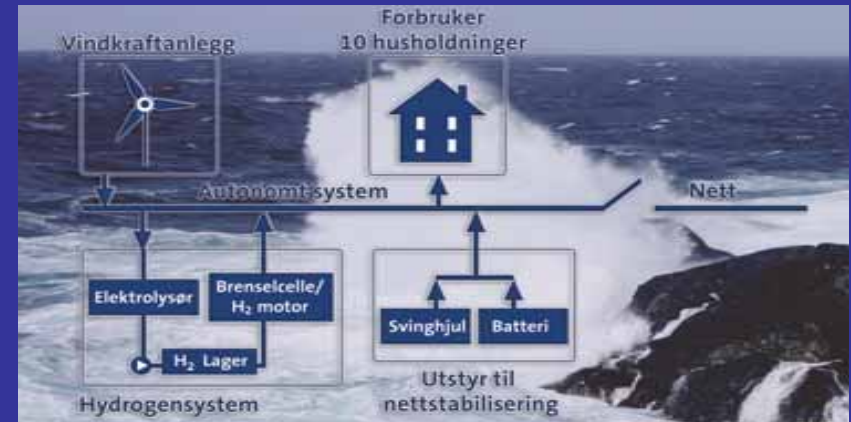 Forbruker
10 husholdninger
Vindkraftanlegg
Autonomt system
Nett
Elektrolysør
Brenselcelle/
H₂ motor
H₂ Lager
Hydrogensystem
Svinghjul
Batteri
Utstyr til
nettstabilisering